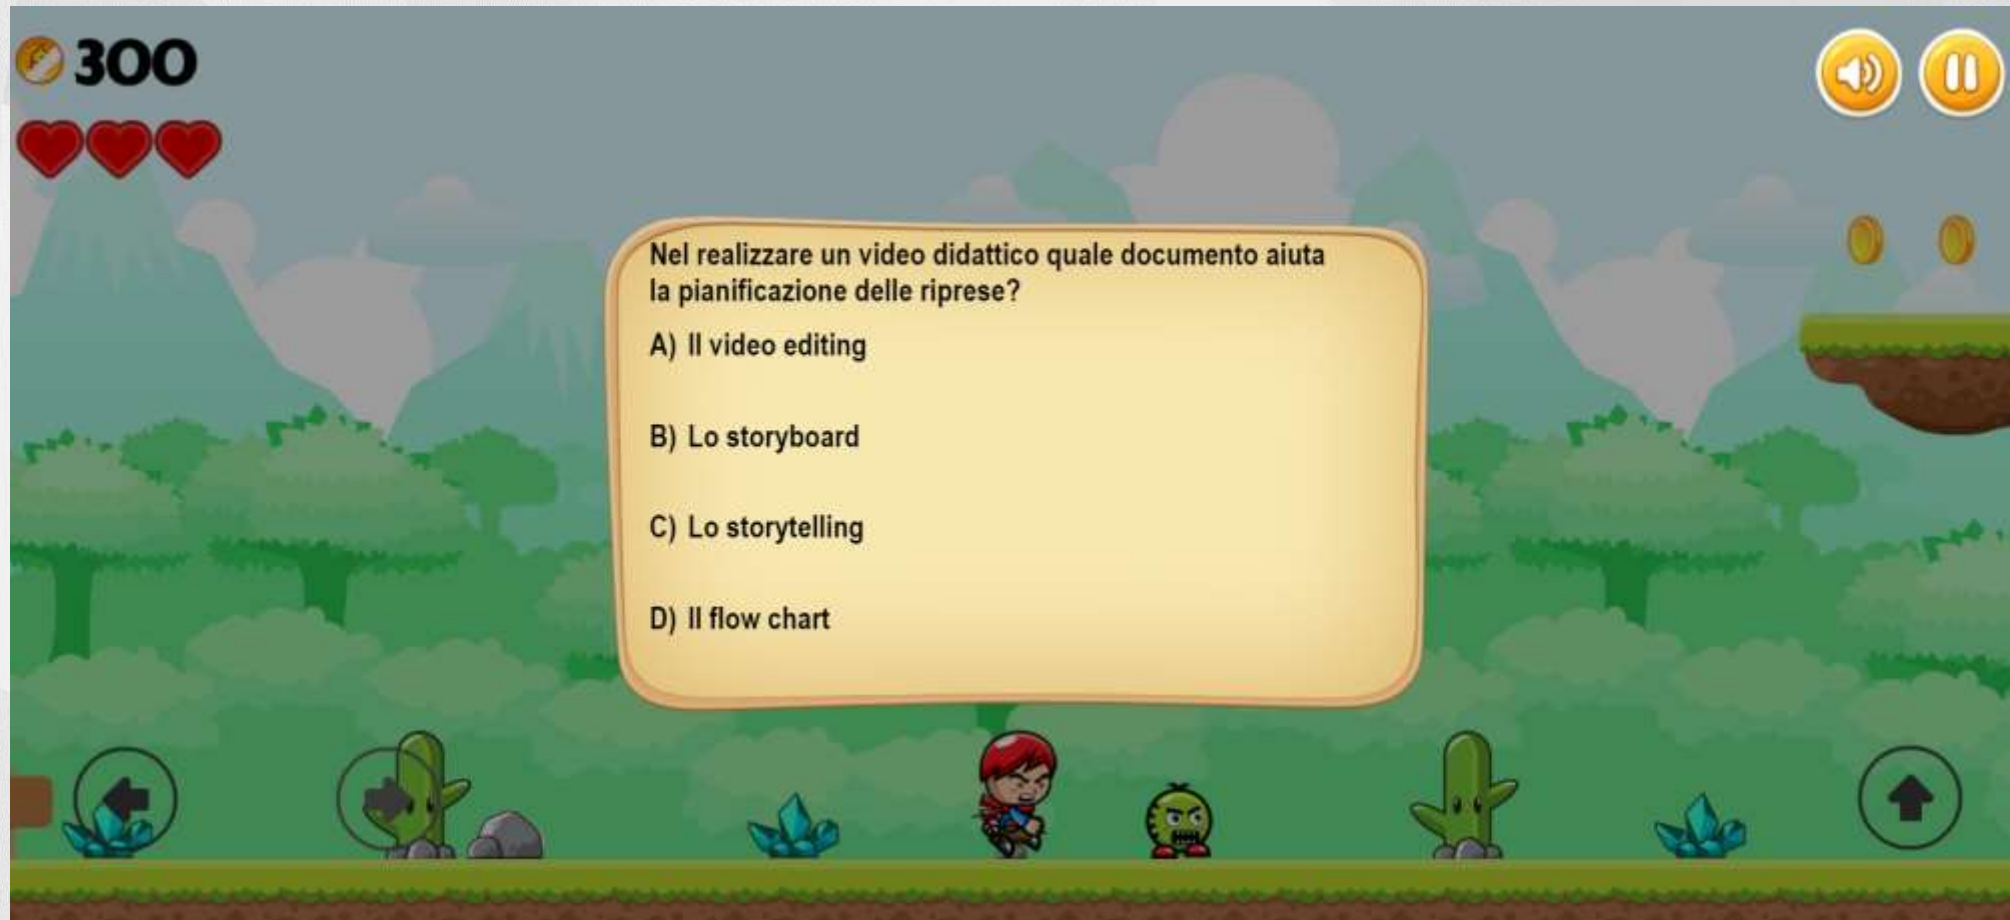 300
Nel realizzare un video didattico quale documento aiuta
la pianificazione delle riprese?
A) Il video editing
B) Lo storyboard
C) Lo storytelling
D) Il flow chart